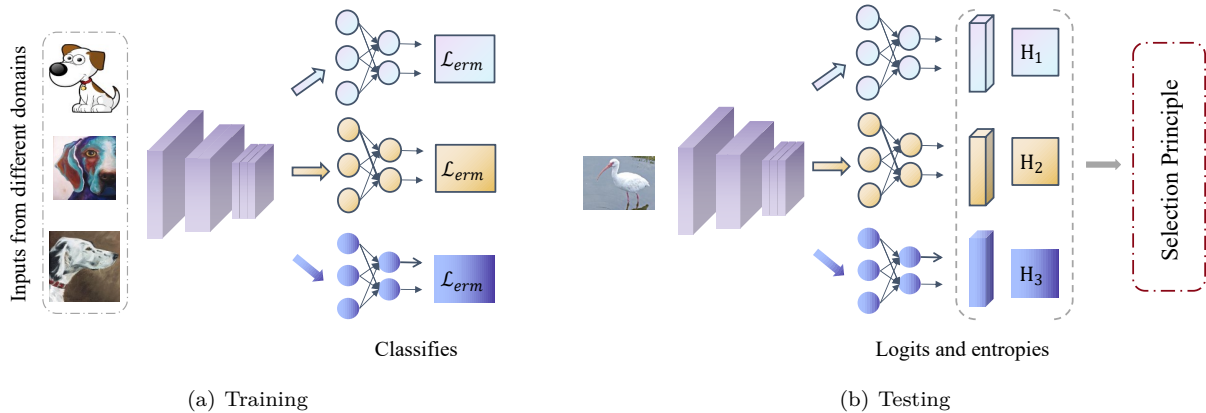 Inputs from different domains
ℒerm
ℒerm
ℒerm
Classifies
(a) Training
H1
H2
H3
Selection Principle
Logits and entropies
(b) Testing